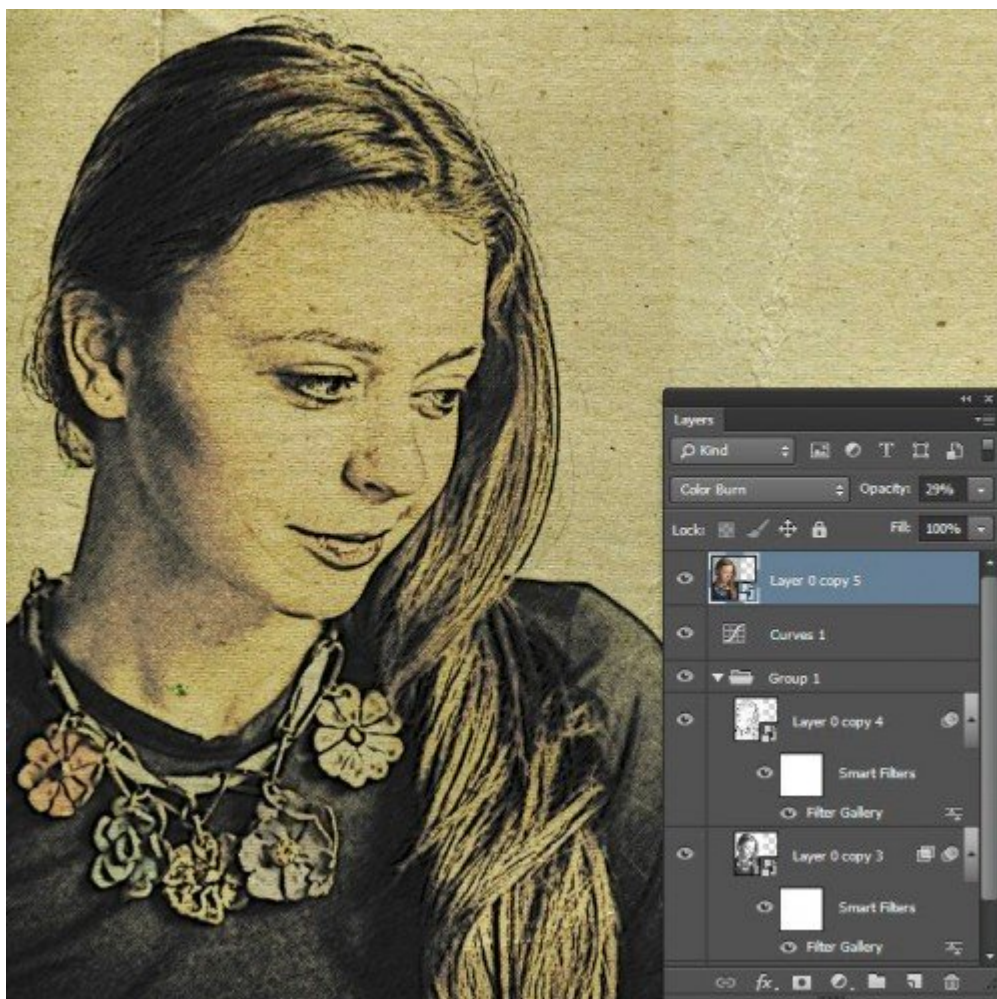 Layers
Kind
Color Burn Opacity: 29%
Lock: Fill: 100%
Layer 0 copy 5
Curves 1
Group 1
Layer 0 copy 4
Smart Filters
Filter Gallery
Layer 0 copy 3
Smart Filters
Filter Gallery
fx.